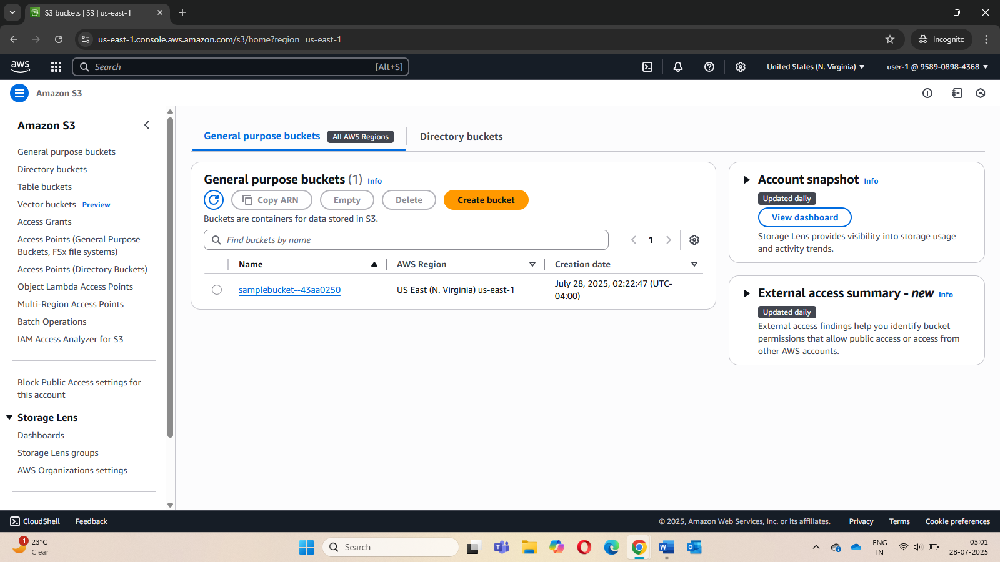 S3 buckets | S3 | us-east-1
us-east-1.console.aws.amazon.com/s3/home?region=us-east-1
Incognito
aws
Search
[Alt+S]
United States (N. Virginia)
user-1 @ 9589-0898-4368
Amazon S3
Amazon S3
General purpose buckets
Directory buckets
Table buckets
Vector buckets Preview
Access Grants
Access Points (General Purpose
Buckets, FSx file systems)
Access Points (Directory Buckets)
Object Lambda Access Points
Multi-Region Access Points
Batch Operations
IAM Access Analyzer for S3
Block Public Access settings for
this account
Storage Lens
Dashboards
Storage Lens groups
AWS Organizations settings
General purpose buckets All AWS Regions
Directory buckets
General purpose buckets (1) Info
Copy ARN
Empty
Delete
Create bucket
Buckets are containers for data stored in S3.
Find buckets by name
1
Name
AWS Region
Creation date
samplebucket--43aa0250
US East (N. Virginia) us-east-1
July 28, 2025, 02:22:47 (UTC-
04:00)
Account snapshot Info
Updated daily
View dashboard
Storage Lens provides visibility into storage usage
and activity trends.
External access summary - new Info
Updated daily
External access findings help you identify bucket
permissions that allow public access or access from
other AWS accounts.
CloudShell
Feedback
© 2025, Amazon Web Services, Inc. or its affiliates.
Privacy
Terms
Cookie preferences
1
23°C
Clear
Search
ENG
IN
03:01
28-07-2025